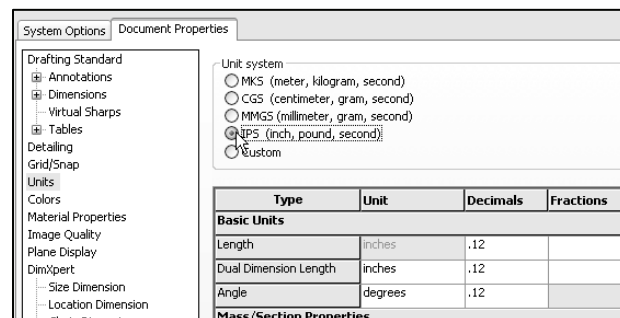 System Options
Document Properties
Drafting Standard
Annotations
Dimensions
Virtual Sharps
Tables
Detailing
Grid/Snap
Units
Colors
Material Properties
Image Quality
Plane Display
DimXpert
Size Dimension
Location Dimension
Unit system
MKS (meter, kilogram, second)
CGS (centimeter, gram, second)
MMGS (millimeter, gram, second)
IPS (inch, pound, second)
Custom
Type Unit Decimals Fractions
Basic Units
Length inches .12
Dual Dimension Length inches .12
Angle degrees .12
Mass/Section Properties